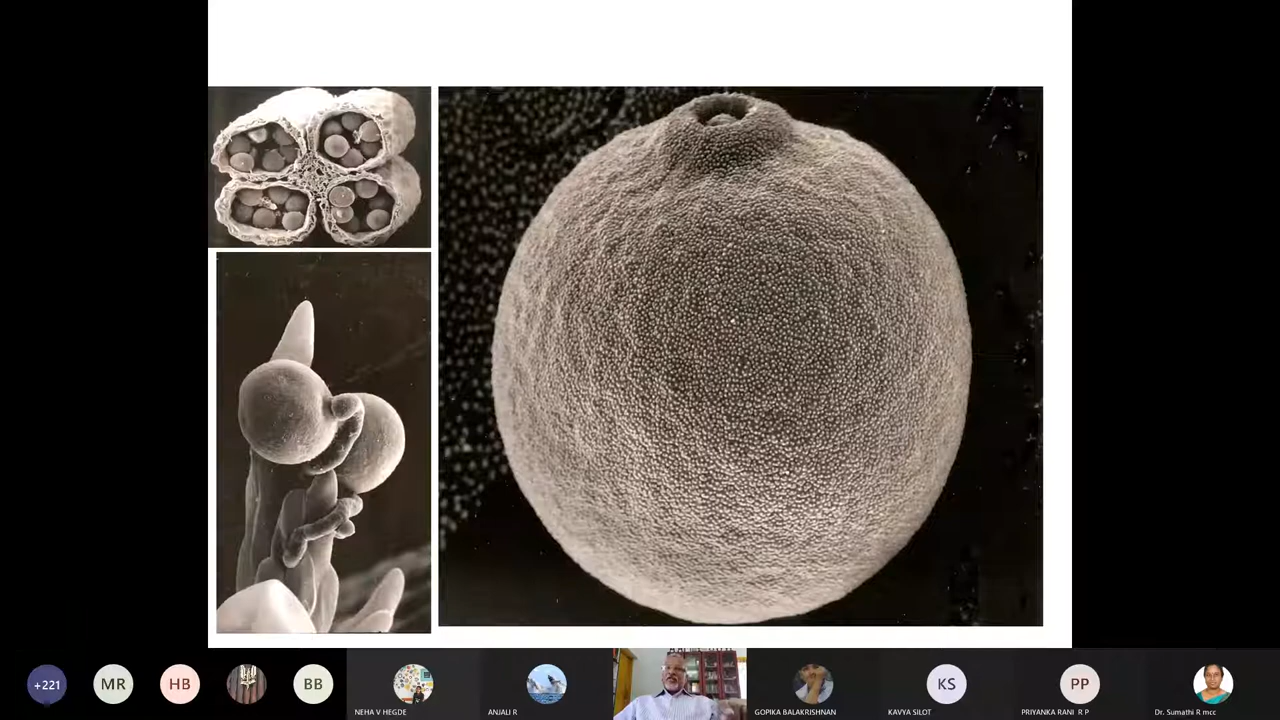 +221
MR
HB
BB
NEHA V HEGDE
ANJALI R
GOPIKA BALAKRISHNAN
KS
KAVYA SILOT
PP
PRIYANKA RANI R P
Dr. Sumathi R mcc